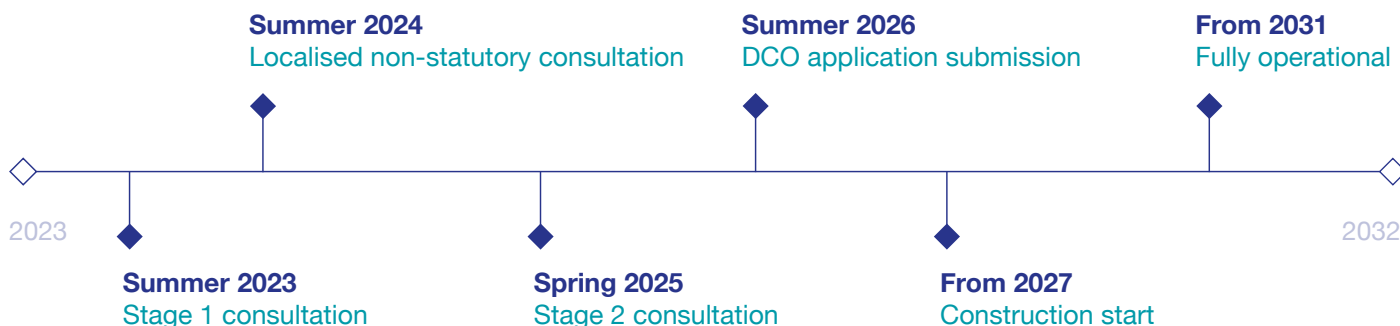 Summer 2024
Localised non-statutory consultation
Summer 2026
DCO application submission
From 2031
Fully operational
2023
2032
Summer 2023
Stage 1 consultation
Spring 2025
Stage 2 consultation
From 2027
Construction start